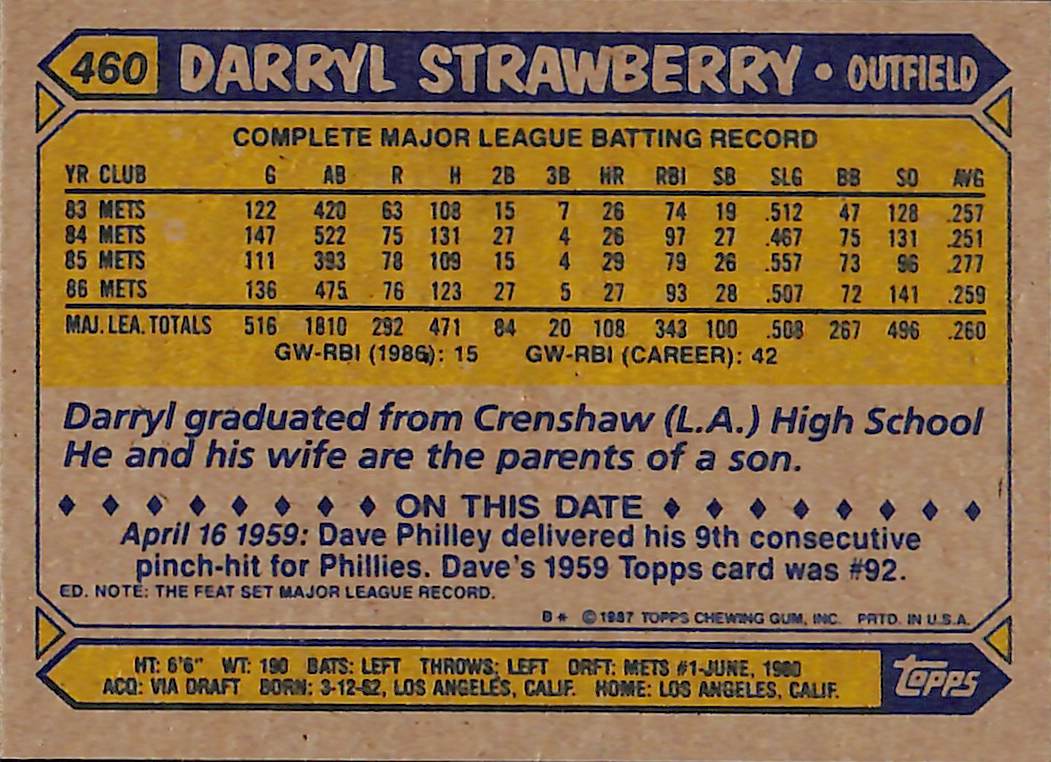 460 DARRYL STRAWBERRY • OUTFIELD
COMPLETE MAJOR LEAGUE BATTING RECORD
YR CLUB G AB R H 2B 3B HR RBI SB SLG BB SO AVG
83 METS 122 420 63 108 15 7 26 74 19 .512 47 128 .257
84 METS 147 522 75 131 27 4 26 97 27 .467 75 131 .251
85 METS 111 393 78 109 15 4 29 79 26 .557 73 96 .277
86 METS 136 475 76 123 27 5 27 93 28 .507 72 141 .259
MAJ. LEA. TOTALS 516 1810 292 471 84 20 108 343 100 .508 267 496 .260
GW-RBI (1986): 15 GW-RBI (CAREER): 42
Darryl graduated from Crenshaw (L.A.) High School
He and his wife are the parents of a son.
♦ ♦ ♦ ♦ ♦ ♦ ♦ ♦ ON THIS DATE ♦ ♦ ♦ ♦ ♦ ♦ ♦ ♦
April 16 1959: Dave Philley delivered his 9th consecutive
pinch-hit for Phillies. Dave's 1959 Topps card was #92.
ED. NOTE: THE FEAT SET MAJOR LEAGUE RECORD.
B* © 1987 TOPPS CHEWING GUM, INC. PRTD. IN U.S.A.
HT: 6'6" WT: 190 BATS: LEFT THROWS: LEFT DRFT: METS #1-JUNE, 1980
ACQ: VIA DRAFT BORN: 3-12-62, LOS ANGELES, CALIF. HOME: LOS ANGELES, CALIF.
topps